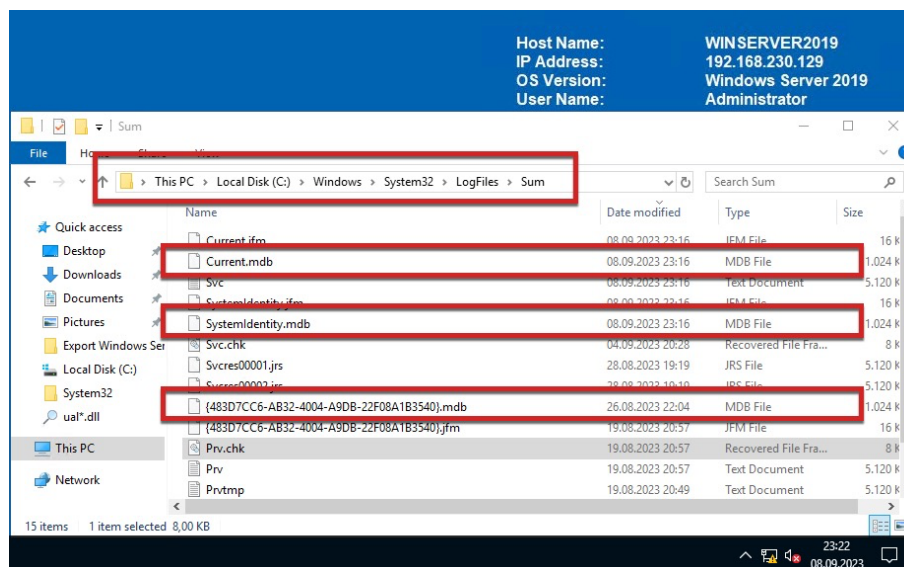 Host Name: WINSERVER2019
IP Address: 192.168.230.129
OS Version: Windows Server 2019
User Name: Administrator
Sum
File Home Share View
This PC > Local Disk (C:) > Windows > System32 > LogFiles > Sum
Search Sum
Name Date modified Type Size
Quick access
Desktop
Downloads
Documents
Pictures
Export Windows Ser
Local Disk (C:)
System32
ual*.dll
This PC
Network
Current.jfm 08.09.2023 23:16 JFM File 16 K
Current.mdb 08.09.2023 23:16 MDB File 1.024 K
Svc 08.09.2023 23:16 Text Document 5.120 K
SystemIdentity.jfm 08.09.2023 23:16 JFM File 16 K
SystemIdentity.mdb 08.09.2023 23:16 MDB File 1.024 K
Svc.chk 04.09.2023 20:28 Recovered File Fra... 8 K
Svcres00001.jrs 28.08.2023 19:19 JRS File 5.120 K
Svcres00002.jrs 28.08.2023 19:19 JRS File 5.120 K
{483D7CC6-AB32-4004-A9DB-22F08A1B3540}.mdb 26.08.2023 22:04 MDB File 1.024 K
{483D7CC6-AB32-4004-A9DB-22F08A1B3540}.jfm 19.08.2023 20:57 JFM File 16 K
Prv.chk 19.08.2023 20:57 Recovered File Fra... 8 K
Prv 19.08.2023 20:57 Text Document 5.120 K
Prvtmp 19.08.2023 20:49 Text Document 5.120 K
15 items 1 item selected 8,00 KB
23:22
08.09.2023